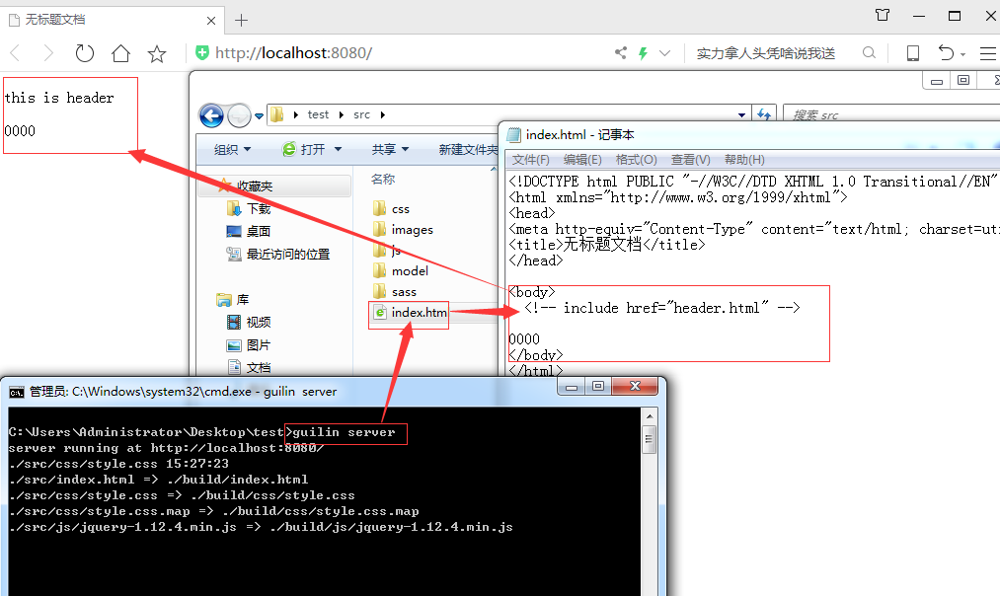 无标题文档
http://localhost:8080/
实力拿人头凭啥说我送
this is header
0000
test
src
搜索 src
组织
打开
共享
新建文件夹
收藏夹
下载
桌面
最近访问的位置
库
视频
图片
文档
名称
css
images
js
model
sass
index.htm
index.html - 记事本
文件(F) 编辑(E) 格式(O) 查看(V) 帮助(H)
<!DOCTYPE html PUBLIC "-//W3C//DTD XHTML 1.0 Transitional//EN"
<html xmlns="http://www.w3.org/1999/xhtml">
<head>
<meta http-equiv="Content-Type" content="text/html; charset=ut
<title>无标题文档</title>
</head>
<body>
<!-- include href="header.html" -->
0000
</body>
</html>
管理员: C:\Windows\system32\cmd.exe - guilin server
C:\Users\Administrator\Desktop\test>guilin server
server running at http://localhost:8080/
./src/css/style.css 15:27:23
./src/index.html => ./build/index.html
./src/css/style.css => ./build/css/style.css
./src/css/style.css.map => ./build/css/style.css.map
./src/js/jquery-1.12.4.min.js => ./build/js/jquery-1.12.4.min.js